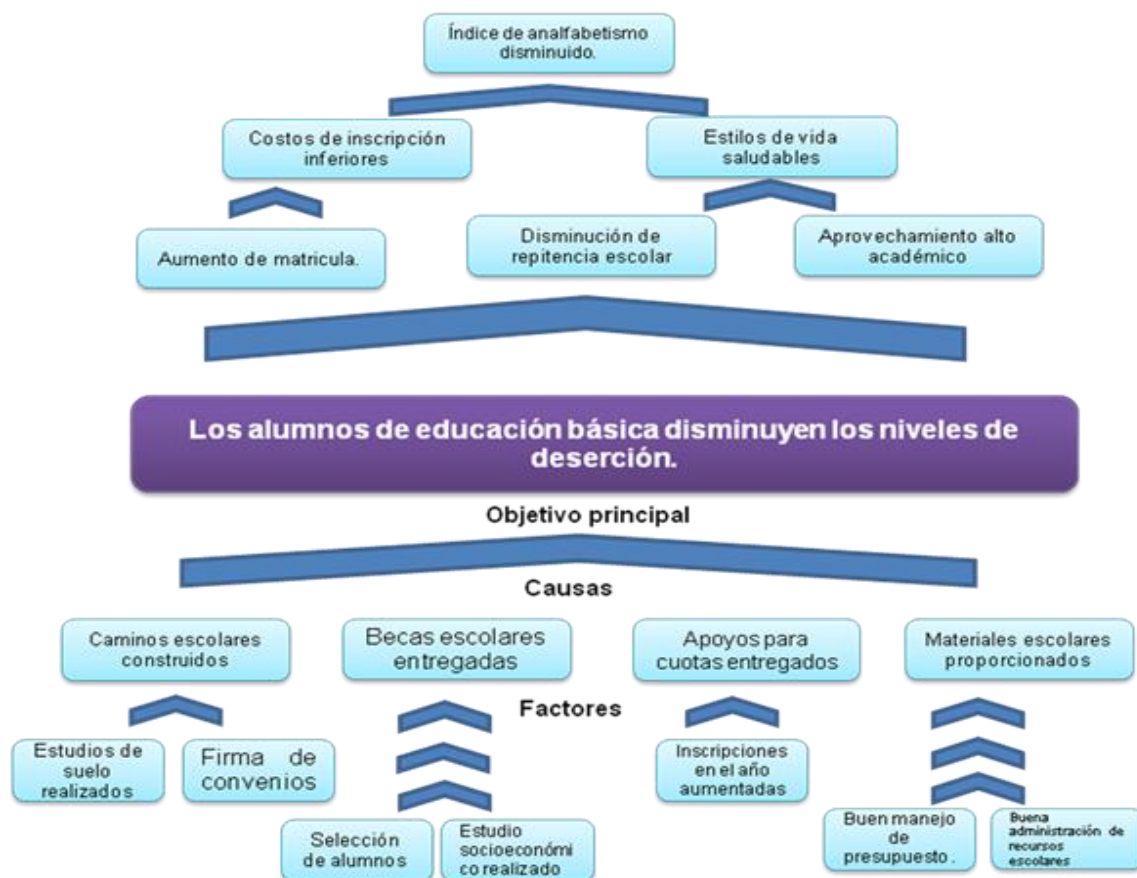 Índice de analfabetismo
disminuido.
Costos de inscripción
inferiores
Estilos de vida
saludables
Aumento de matricula.
Disminución de
repitencia escolar
Aprovechamiento alto
académico
Los alumnos de educación básica disminuyen los niveles de
deserción.
Objetivo principal
Causas
Caminos escolares
construidos
Becas escolares
entregadas
Apoyos para
cuotas entregados
Materiales escolares
proporcionados
Factores
Estudios de
suelo realizados
Firma de
convenios
Inscripciones
en el año
aumentadas
Selección
de alumnos
Estudio
socioeconómi
co realizado
Buen manejo
de
presupuesto.
Buena
administración de
recursos
escolares